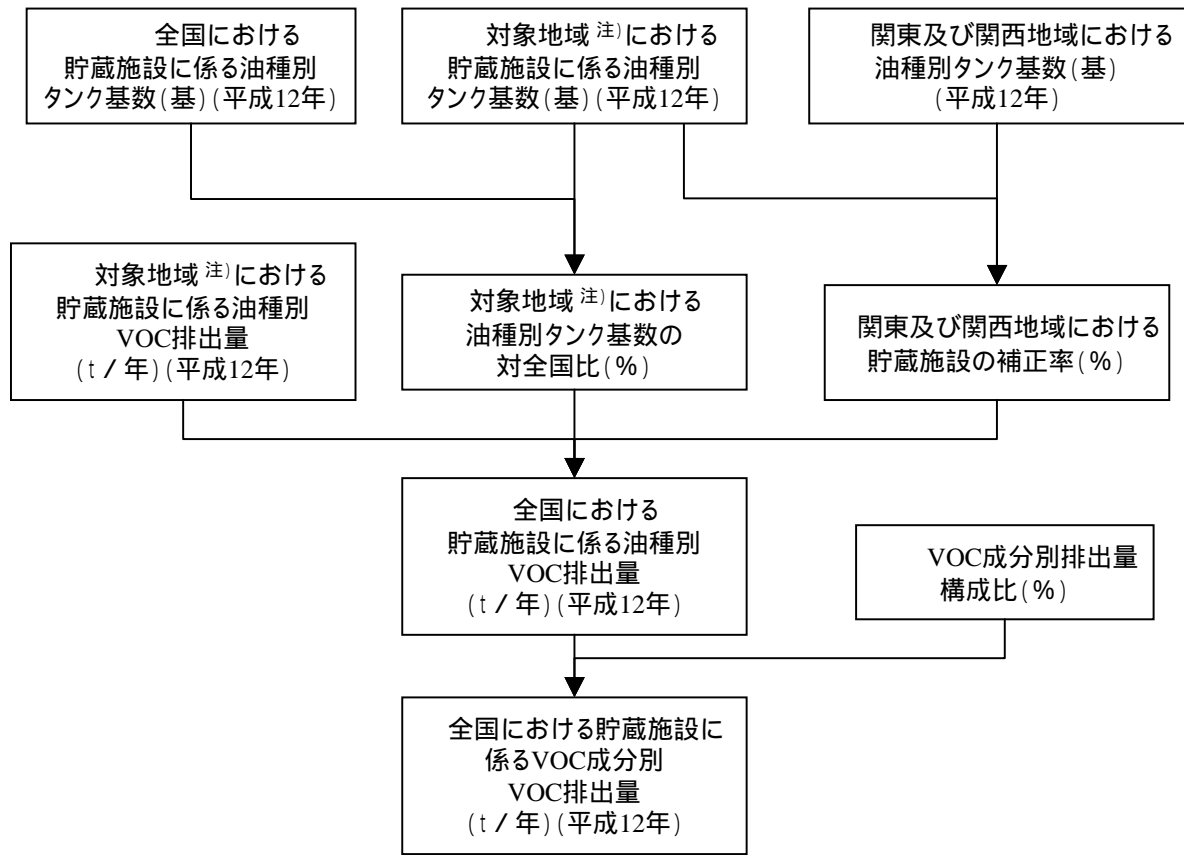 全国における
貯蔵施設に係る油種別
タンク基数(基)(平成12年)
対象地域注)における
貯蔵施設に係る油種別
タンク基数(基)(平成12年)
関東及び関西地域における
油種別タンク基数(基)
(平成12年)
対象地域注)における
貯蔵施設に係る油種別
VOC排出量
(t/年)(平成12年)
対象地域注)における
油種別タンク基数の
対全国比(%)
関東及び関西地域における
貯蔵施設の補正率(%)
全国における
貯蔵施設に係る油種別
VOC排出量
(t/年)(平成12年)
VOC成分別排出量
構成比(%)
全国における貯蔵施設に
係るVOC成分別
VOC排出量
(t/年)(平成12年)